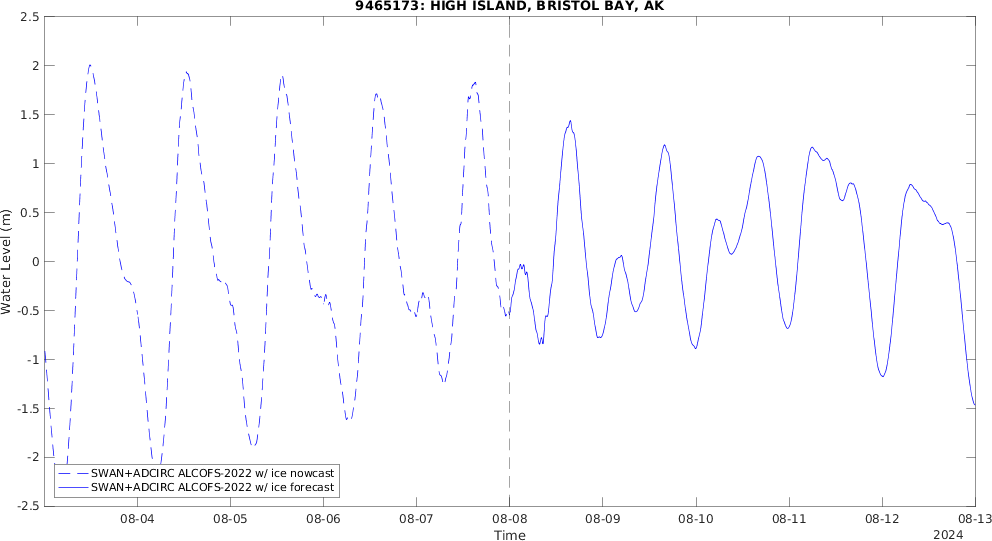 9465173: HIGH ISLAND, BRISTOL BAY, AK
2.5
2
1.5
1
0.5
0
-0.5
-1
-1.5
-2
-2.5
Water Level (m)
SWAN+ADCIRC ALCOFS-2022 w/ ice nowcast
SWAN+ADCIRC ALCOFS-2022 w/ ice forecast
08-04 08-05 08-06 08-07 08-08 08-09 08-10 08-11 08-12 08-13
Time
2024